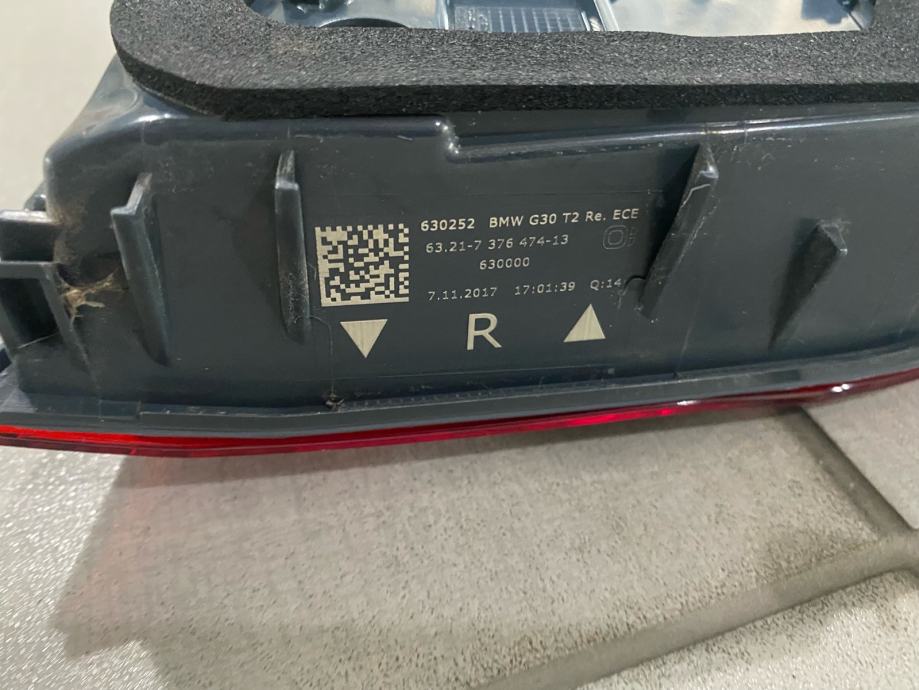 630252 BMW G30 T2 Re. ECE
63.21-7 376 474-13
630000
7.11.2017 17:01:39 Q:14
R